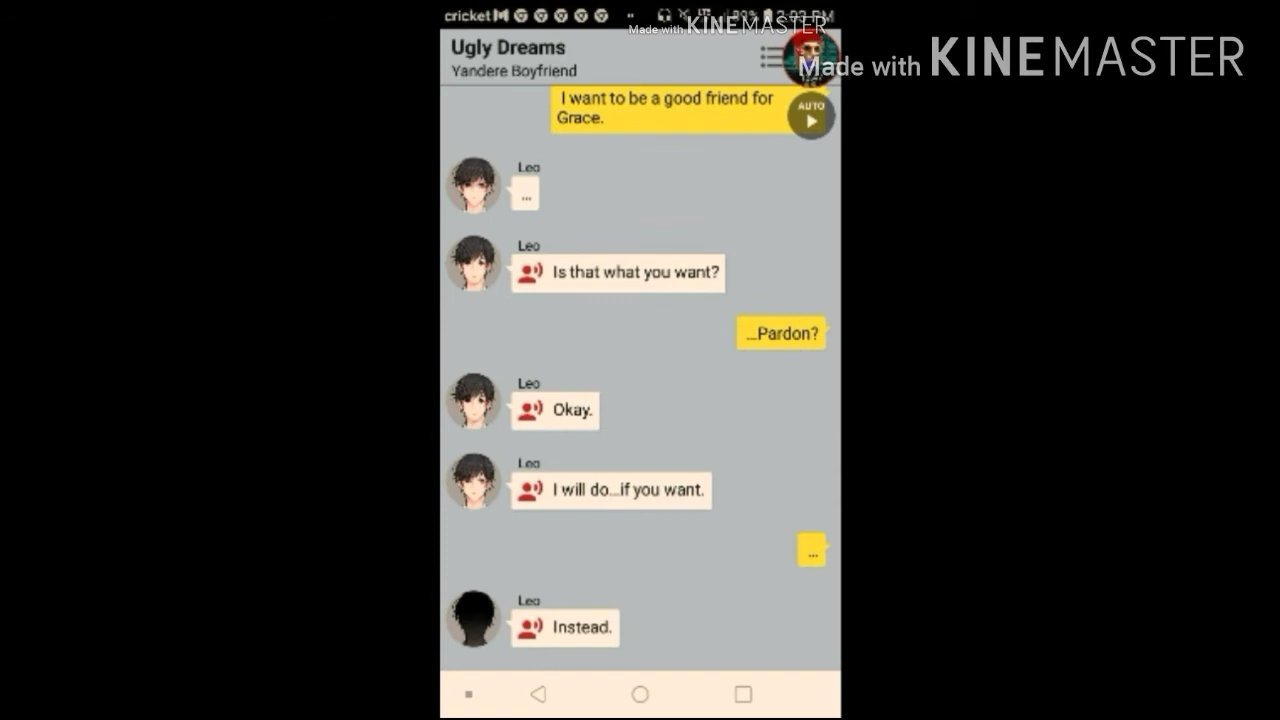 cricket
Made with KINEMASTER
Made with KINEMASTER
Ugly Dreams
Yandere Boyfriend
AUTO
I want to be a good friend for
Grace.
Leo
...
Leo
Is that what you want?
...Pardon?
Leo
Okay.
Leo
I will do...if you want.
...
Leo
Instead.